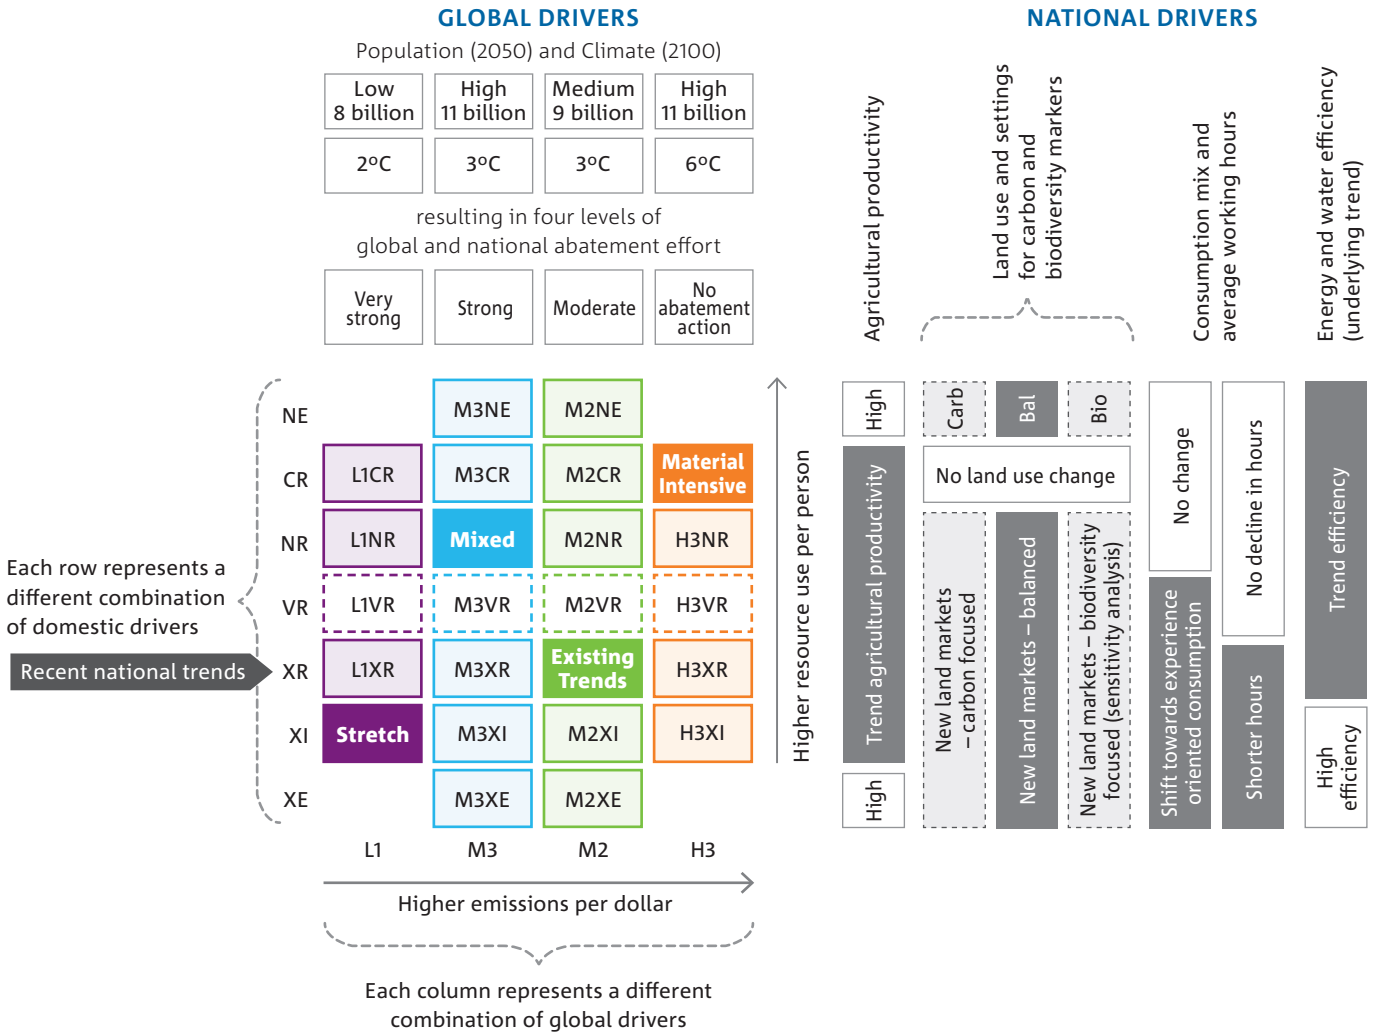 GLOBAL DRIVERS
Population (2050) and Climate (2100)
Low
8 billion
High
11 billion
Medium
9 billion
High
11 billion
2ºC
3ºC
3ºC
6ºC
resulting in four levels of
global and national abatement effort
Very
strong
Strong
Moderate
No
abatement
action
NE
M3NE
M2NE
CR
L1CR
M3CR
M2CR
Material
Intensive
NR
L1NR
Mixed
M2NR
H3NR
VR
L1VR
M3VR
M2VR
H3VR
XR
L1XR
M3XR
Existing
Trends
H3XR
XI
Stretch
M3XI
M2XI
H3XI
XE
M3XE
M2XE
L1
M3
M2
H3
Each row represents a
different combination
of domestic drivers
Recent national trends
Higher emissions per dollar
Each column represents a different
combination of global drivers
Higher resource use per person
NATIONAL DRIVERS
Agricultural productivity
Land use and settings
for carbon and
biodiversity markers
Consumption mix and
average working hours
Energy and water efficiency
(underlying trend)
High
Trend agricultural productivity
High
Carb
Bal
Bio
No land use change
New land markets
– carbon focused
New land markets – balanced
New land markets – biodiversity
focused (sensitivity analysis)
No change
Shift towards experience
oriented consumption
No decline in hours
Shorter hours
Trend efficiency
High
efficiency